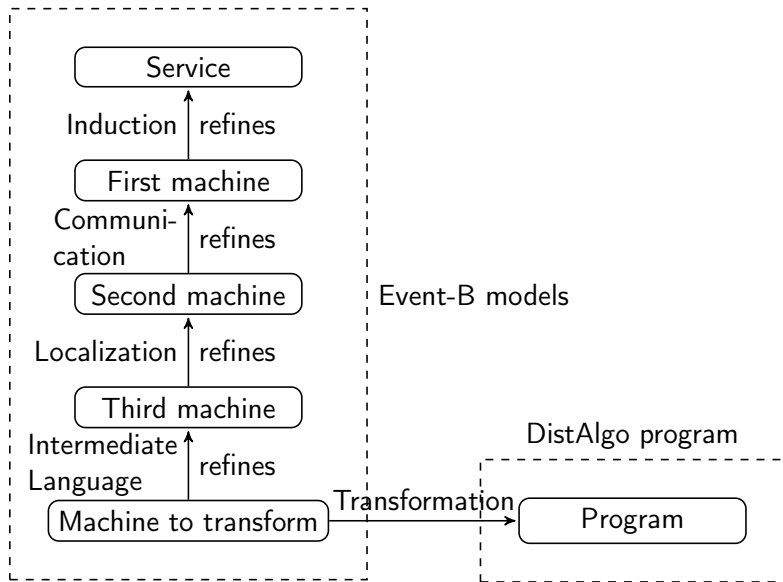 Service
Induction refines
First machine
Communi-
cation
refines
Second machine
Event-B models
Localization refines
Third machine
Intermediate
Language
refines
DistAlgo program
Machine to transform
Transformation
Program